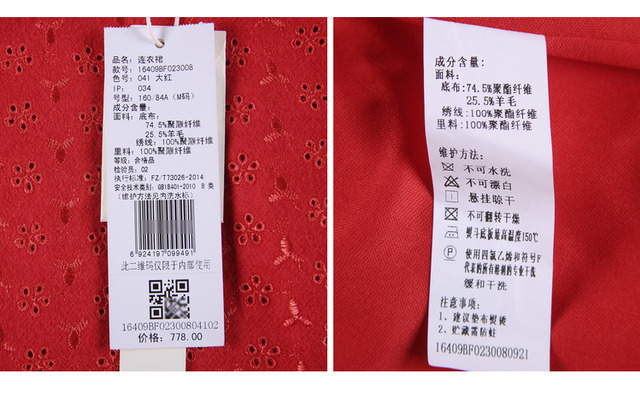 品名: 连衣裙
款号: 16409BF023008
色号: 041 大红
IP: 034
号型: 160/84A (M码)
成分含量:
面料: 底布:
74.5%聚酯纤维
25.5%羊毛
绣线: 100%聚酯纤维
里料: 100%聚酯纤维
等级: 合格品
检验员: 02
执行标准: FZ/T73026-2014
安全技术类别: GB18401-2010 B 类
(维护方法见内洗水标)
6 924197 099491
此二维码仅限于内部使用
16409BF02300804102
价格: 778.00
成分含量:
面料:
底布: 74.5%聚酯纤维
25.5%羊毛
绣线: 100%聚酯纤维
里料: 100%聚酯纤维
维护方法:
不可水洗
不可漂白
悬挂晾干
不可翻转干燥
熨斗底板最高温度150℃
P
使用四氯乙烯和符号F
代表的所有溶剂的专业干洗
缓和干洗
注意事项:
1、建议垫布熨烫
2、贮藏需防蛀
16409BF0230080921